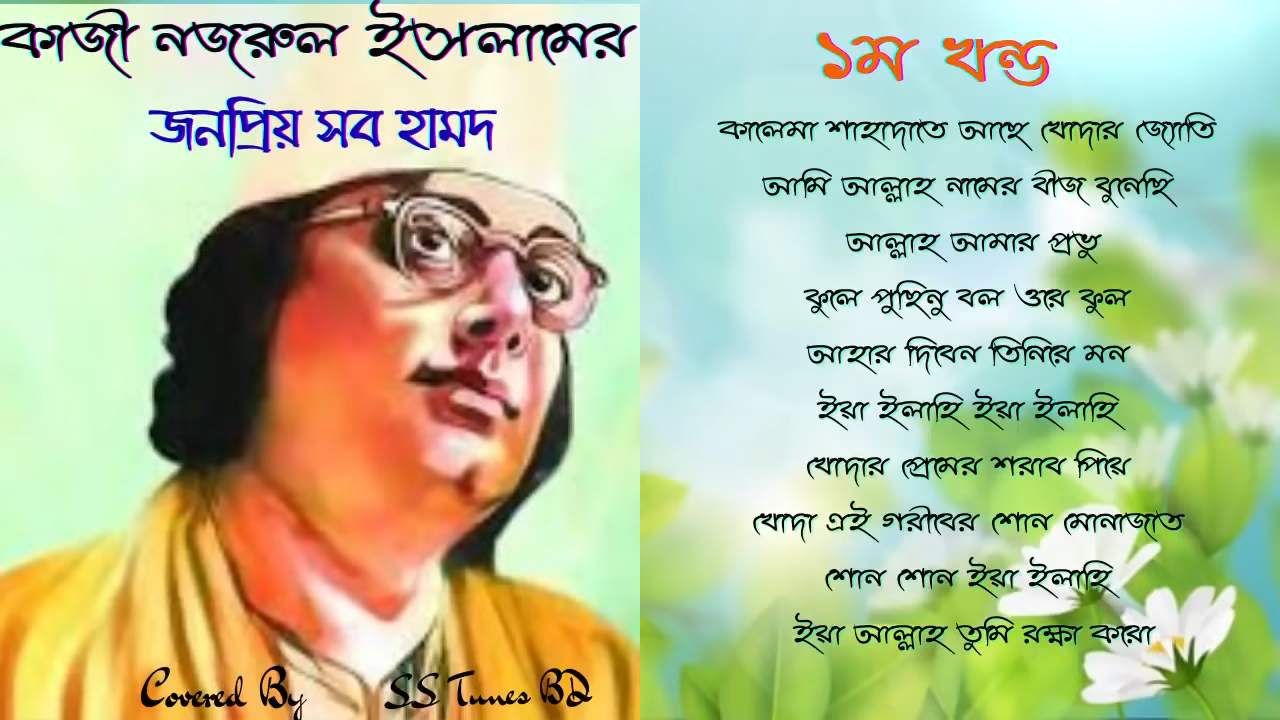 কাজী নজরুল ইসলামের
জনপ্রিয় সব হামদ
Covered By SS Tunes BD
১ম খন্ড
কালেমা শাহাদাতে আছে খোদার জ্যোতি
আমি আল্লাহ নামের বীজ বুনেছি
আল্লাহ আমার প্রভু
কুলে পুছিনু বল ওরে কুল
আহার দিবেন তিনিরে মন
ইয়া ইলাহি ইয়া ইলাহি
খোদার প্রেমের শরাব পিয়ে
খোদা এই গরীবের শোন মোনাজাত
শোন শোন ইয়া ইলাহি
ইয়া আল্লাহ তুমি রক্ষা করো